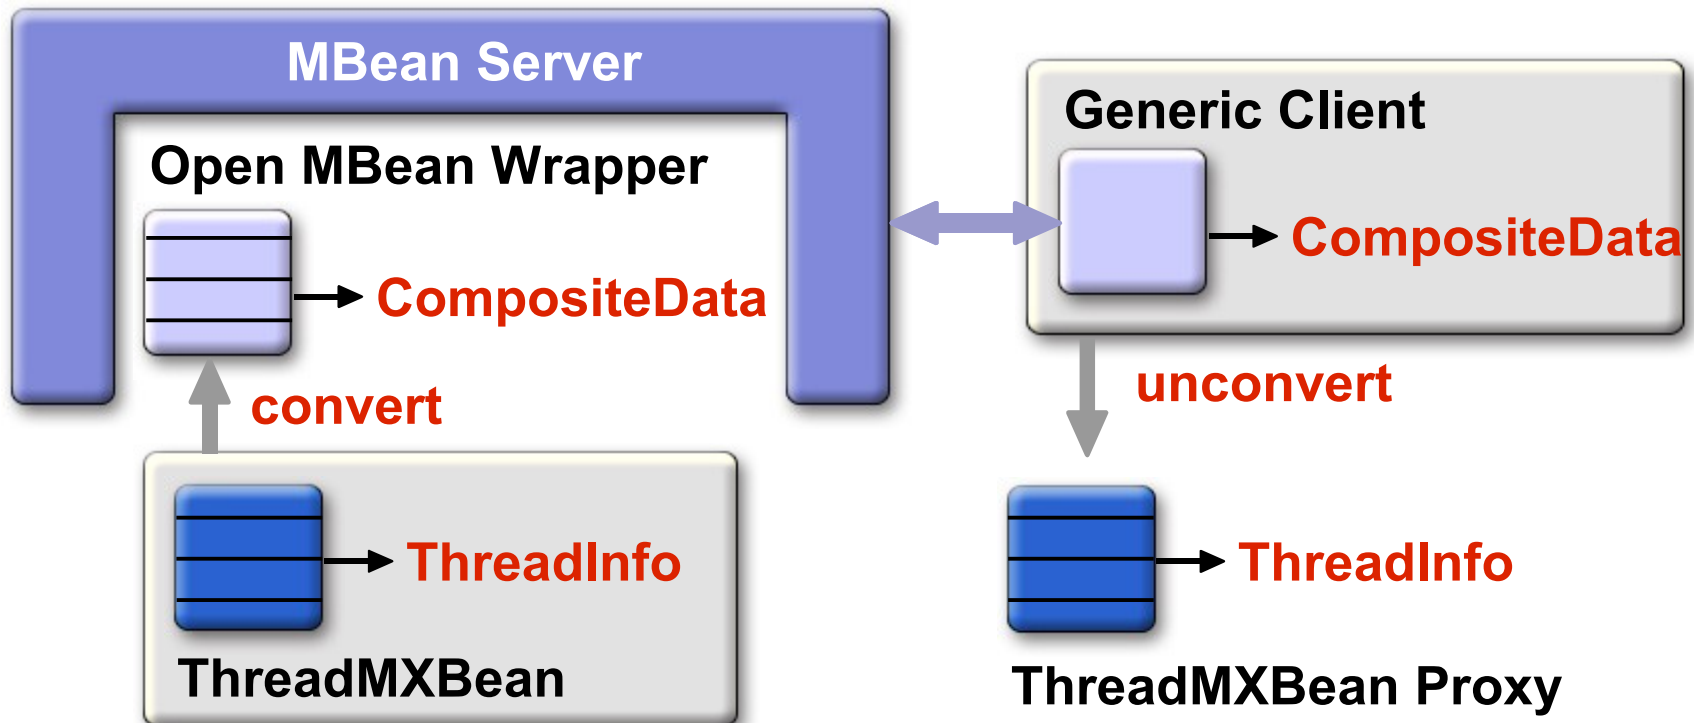 MBean Server
Open MBean Wrapper
CompositeData
convert
ThreadInfo
ThreadMXBean
Generic Client
CompositeData
unconvert
ThreadInfo
ThreadMXBean Proxy